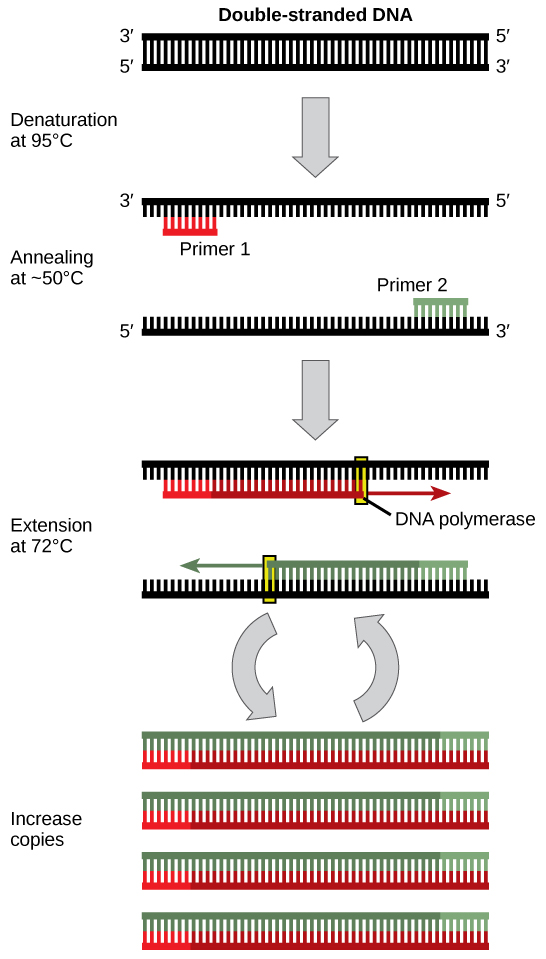 Double-stranded DNA
3′ 5′
5′ 3′
Denaturation
at 95°C
3′ 5′
Primer 1
Annealing
at ~50°C
Primer 2
5′ 3′
DNA polymerase
Extension
at 72°C
Increase
copies